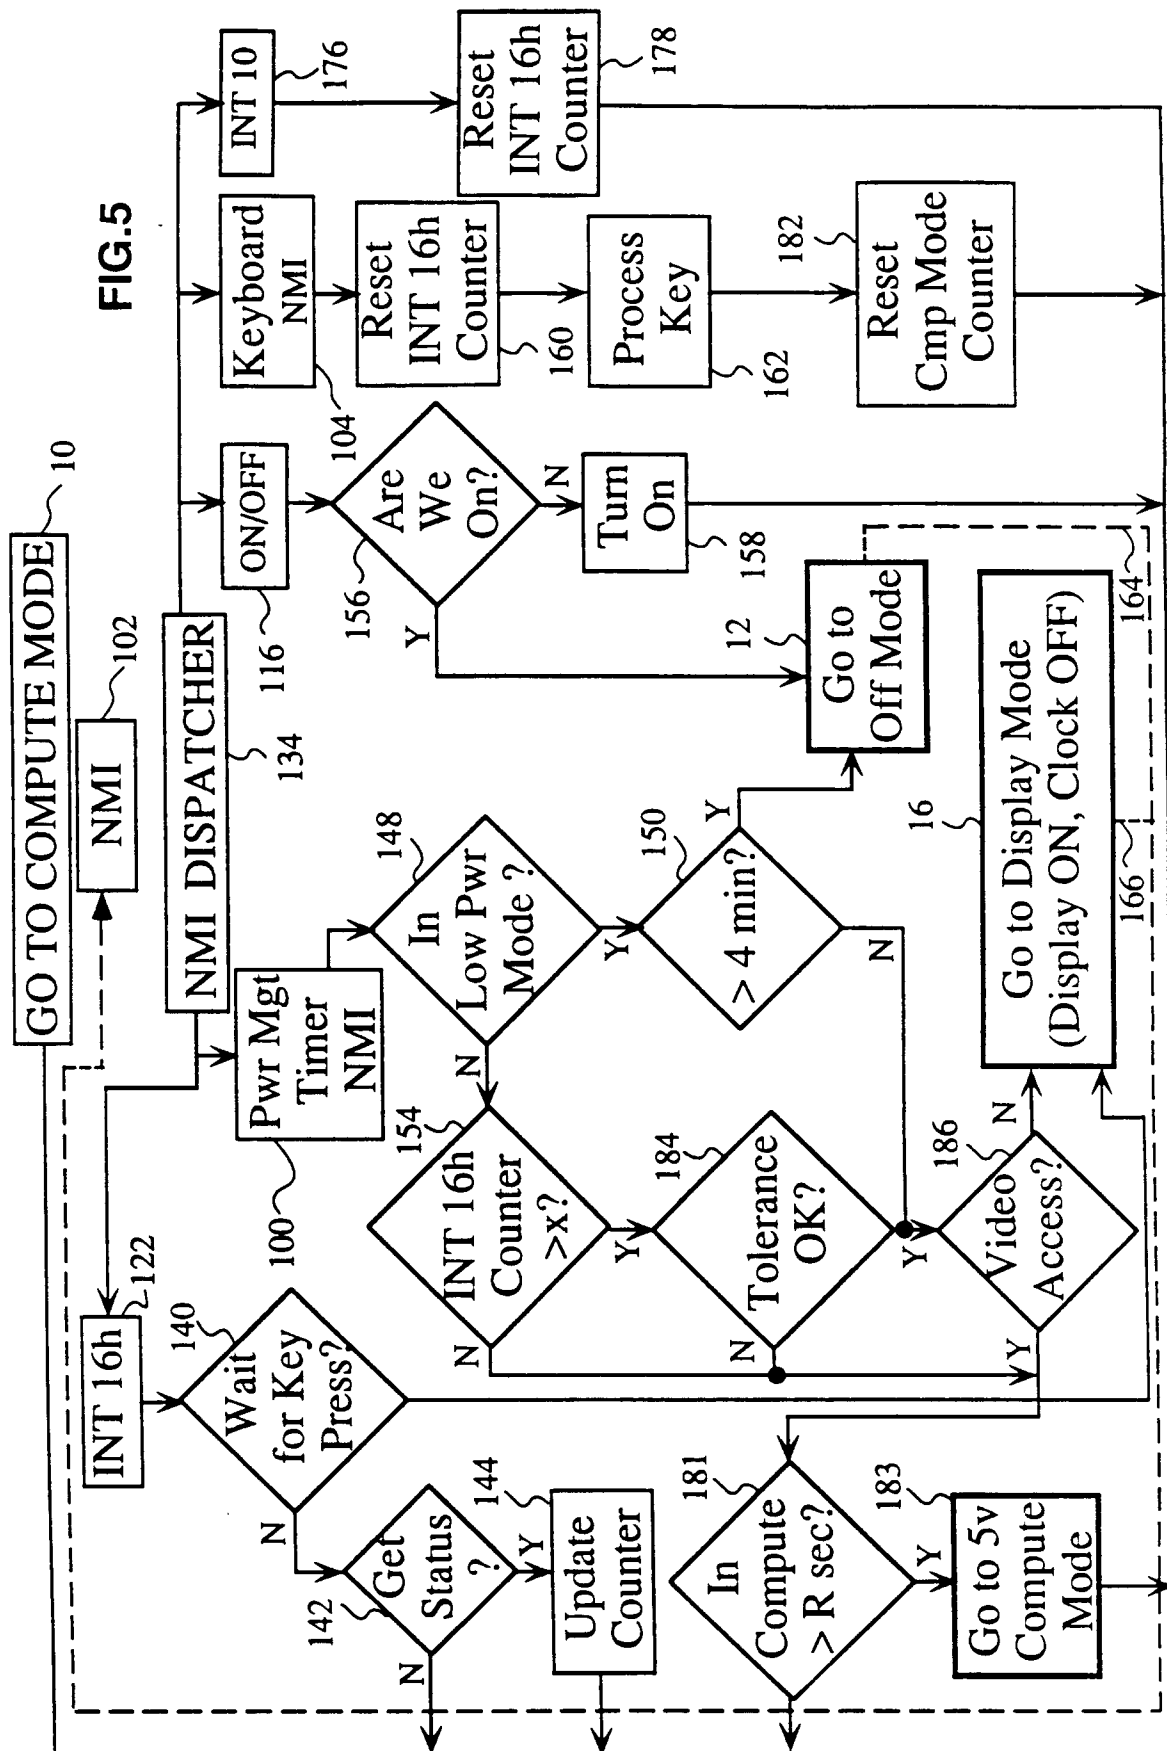 FIG.5
GO TO COMPUTE MODE
10
NMI
102
NMI DISPATCHER
134
INT 16h
122
Pwr Mgt
Timer
NMI
100
ON/OFF
116
Keyboard
NMI
104
INT 10
176
Wait
for Key
Press?
140
N
Get
Status
?
142
N
Y
Update
Counter
144
In
Low Pwr
Mode ?
148
N
Y
> 4 min?
150
Y
N
INT 16h
Counter
>x?
154
N
Y
Tolerance
OK?
184
N
Y
Video
Access?
186
N
Y
In
Compute
> R sec?
181
Y
Go to 5v
Compute
Mode
183
Are
We
On?
156
Y
N
Turn
On
158
Go to
Off Mode
12
164
Go to Display Mode
(Display ON, Clock OFF)
16
166
Reset
INT 16h
Counter
160
Process
Key
162
Reset
Cmp Mode
Counter
182
Reset
INT 16h
Counter
178